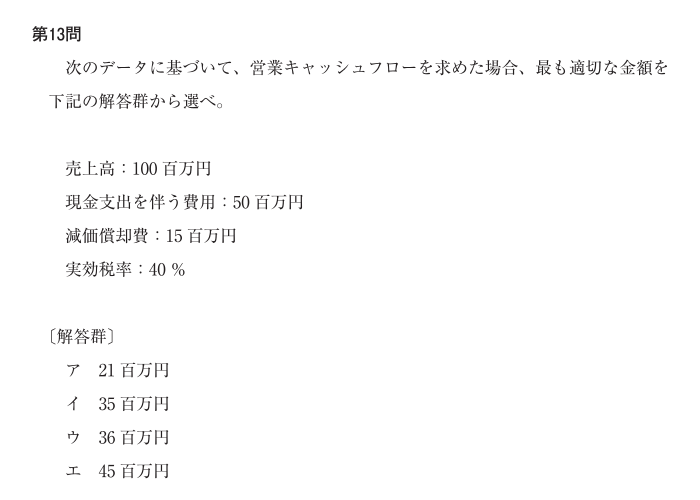 第13問
次のデータに基づいて、営業キャッシュフローを求めた場合、最も適切な金額を
下記の解答群から選べ。
売上高：100 百万円
現金支出を伴う費用：50 百万円
減価償却費：15 百万円
実効税率：40 %
〔解答群〕
ア 21 百万円
イ 35 百万円
ウ 36 百万円
エ 45 百万円